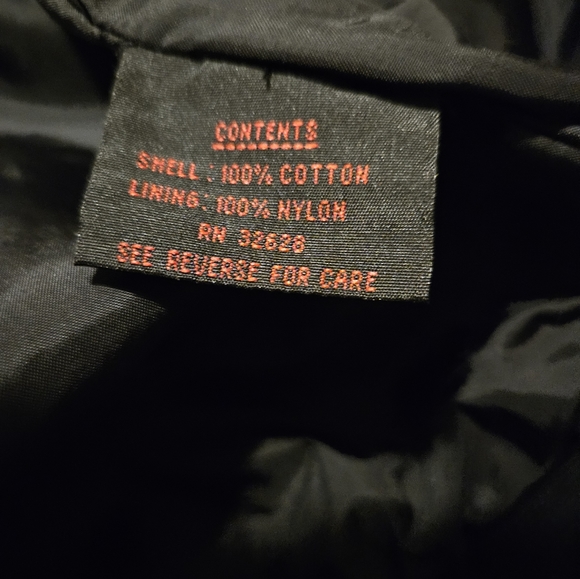 CONTENTS
SHELL : 100% COTTON
LINING : 100% NYLON
RN 32628
SEE REVERSE FOR CARE